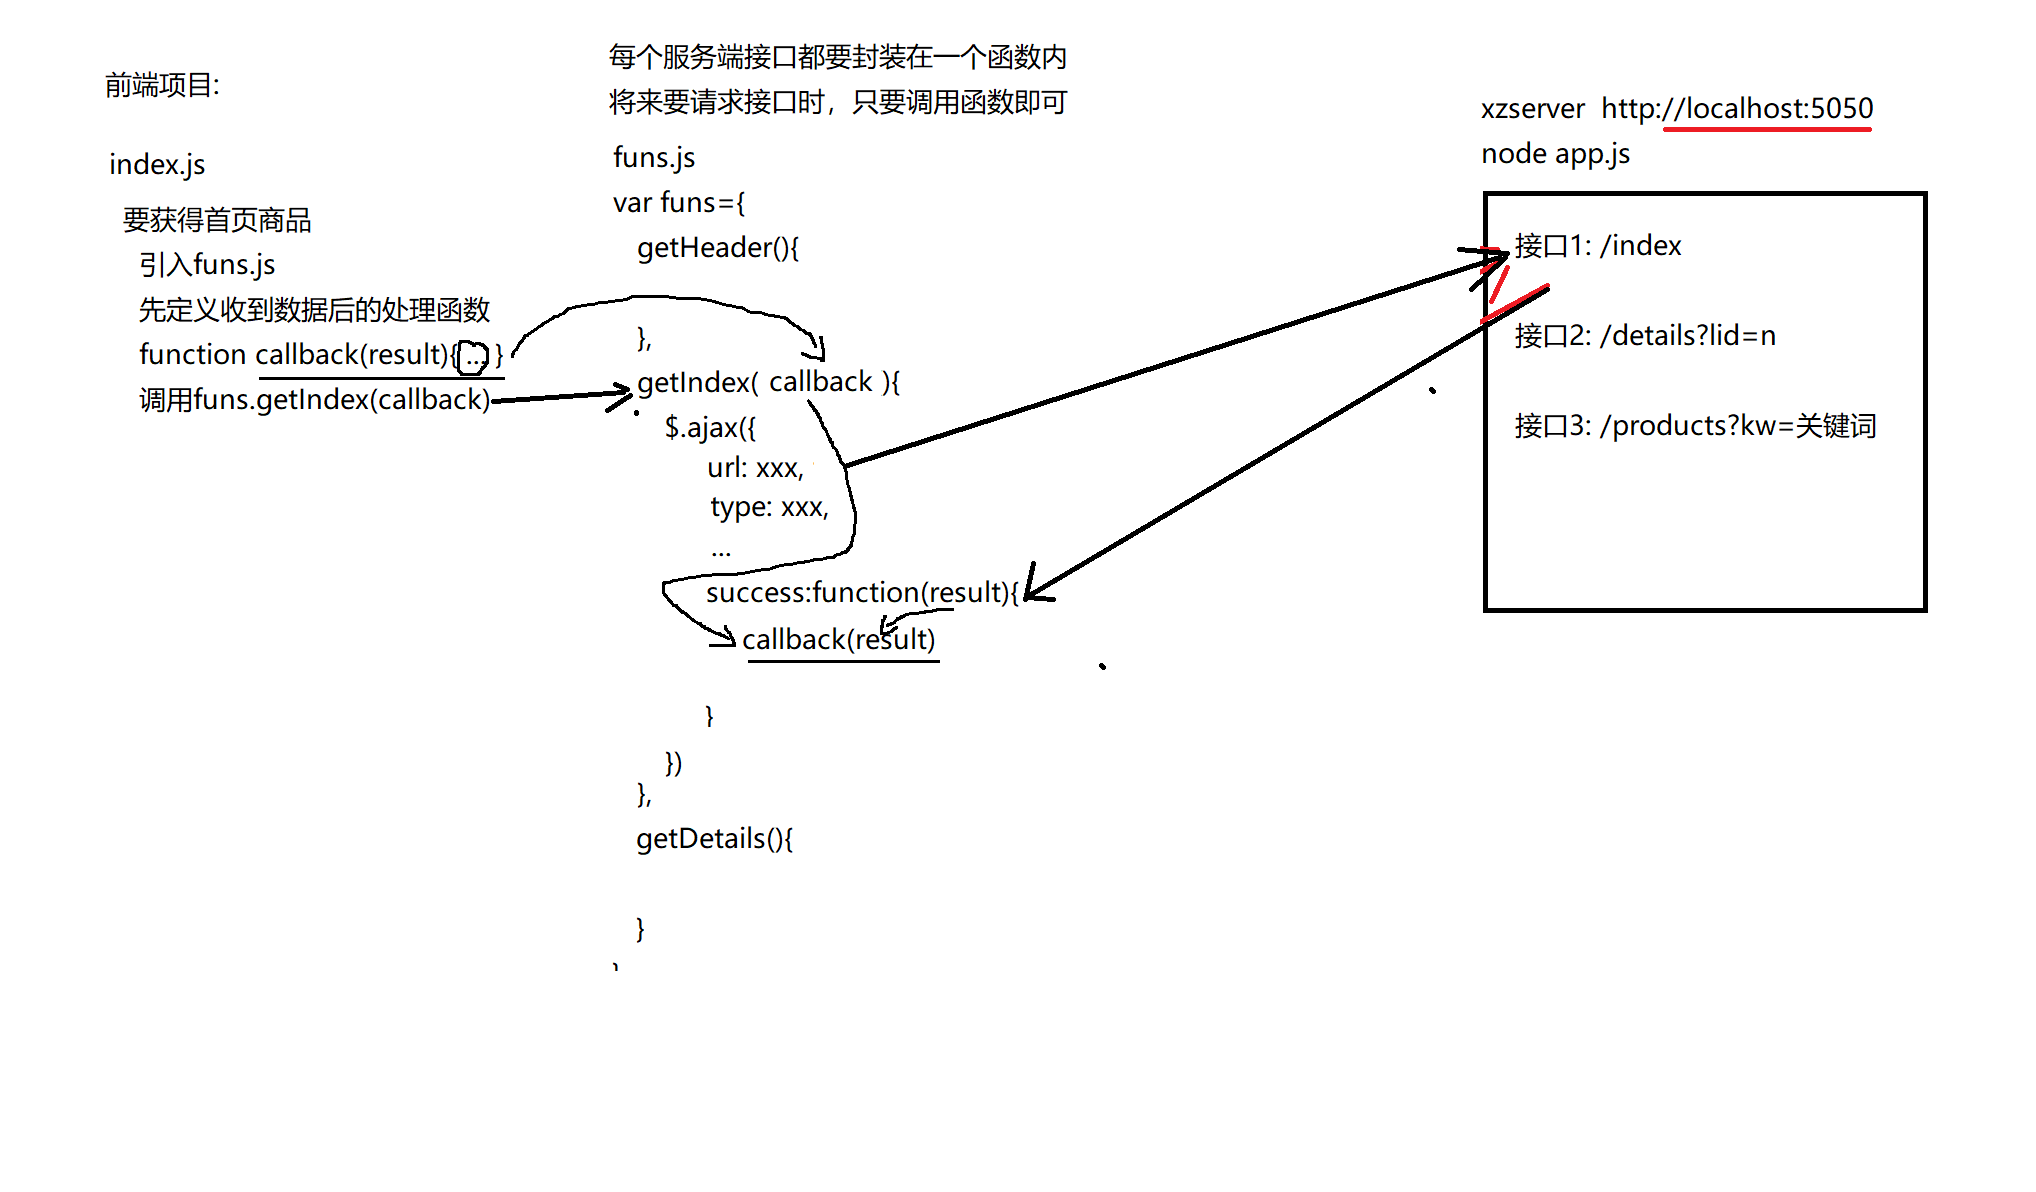 前端项目:
index.js
要获得首页商品
引入funs.js
先定义收到数据后的处理函数
function callback(result){ ... }
调用funs.getIndex(callback)
每个服务端接口都要封装在一个函数内
将来要请求接口时，只要调用函数即可
funs.js
var funs={
getHeader(){
},
getIndex( callback ){
$.ajax({
url: xxx,
type: xxx,
...
success:function(result){
callback(result)
}
})
},
getDetails(){
}
xzserver http://localhost:5050
node app.js
接口1: /index
接口2: /details?lid=n
接口3: /products?kw=关键词